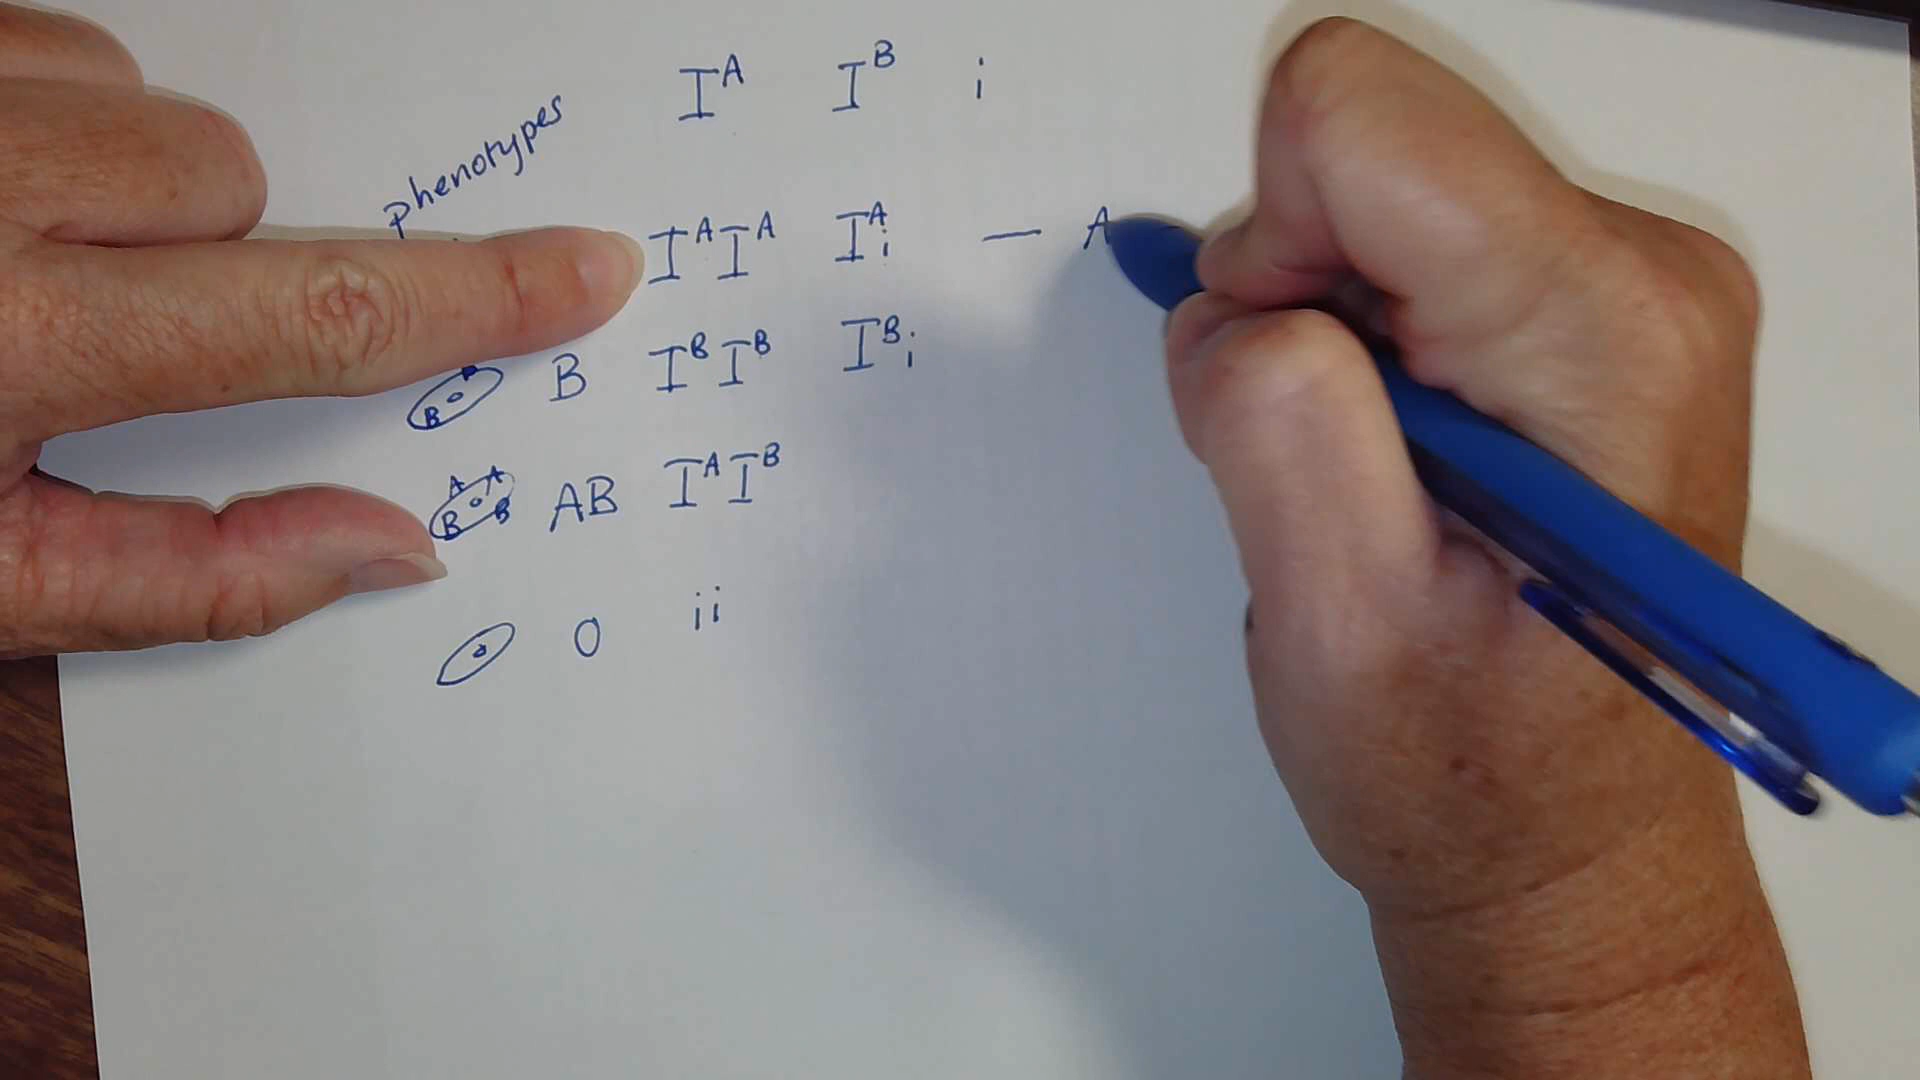 I^A I^B i
phenotypes
I^A I^A I^A i — A
B B I^B I^B I^B i
A A B B AB I^A I^B
O ii